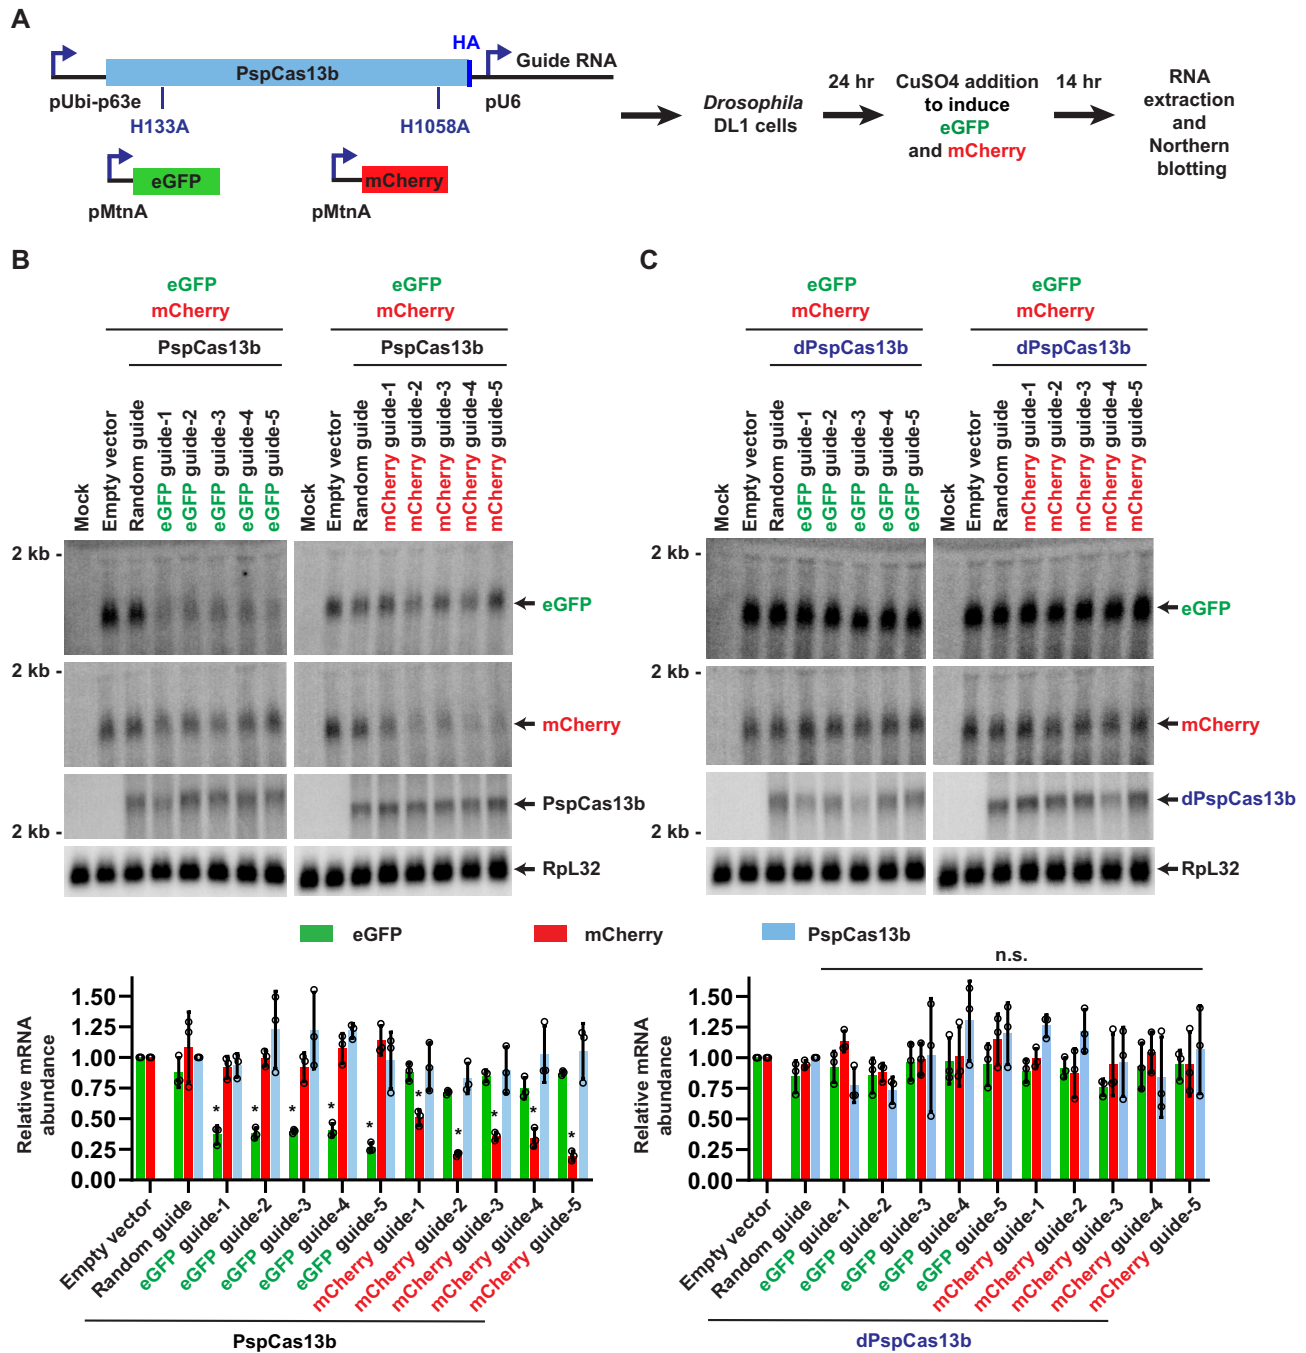 A
HA
PspCas13b
Guide RNA
pUbi-p63e
pU6
H133A
H1058A
eGFP
mCherry
pMtnA
pMtnA
Drosophila
DL1 cells
24 hr
CuSO4 addition
to induce
eGFP
and mCherry
14 hr
RNA
extraction
and
Northern
blotting
B
eGFP
mCherry
PspCas13b
Mock
Empty vector
Random guide
eGFP guide-1
eGFP guide-2
eGFP guide-3
eGFP guide-4
eGFP guide-5
eGFP
mCherry
PspCas13b
Mock
Empty vector
Random guide
mCherry guide-1
mCherry guide-2
mCherry guide-3
mCherry guide-4
mCherry guide-5
2 kb -
eGFP
2 kb -
mCherry
PspCas13b
2 kb -
RpL32
C
eGFP
mCherry
dPspCas13b
Mock
Empty vector
Random guide
eGFP guide-1
eGFP guide-2
eGFP guide-3
eGFP guide-4
eGFP guide-5
eGFP
mCherry
dPspCas13b
Mock
Empty vector
Random guide
mCherry guide-1
mCherry guide-2
mCherry guide-3
mCherry guide-4
mCherry guide-5
2 kb -
eGFP
2 kb -
mCherry
dPspCas13b
2 kb -
RpL32
eGFP
mCherry
PspCas13b
Relative mRNA
abundance
1.50
1.25
1.00
0.75
0.50
0.25
0.00
* * * * * * * * * *
Empty vector
Random guide
eGFP guide-1
eGFP guide-2
eGFP guide-3
eGFP guide-4
eGFP guide-5
mCherry guide-1
mCherry guide-2
mCherry guide-3
mCherry guide-4
mCherry guide-5
PspCas13b
n.s.
Relative mRNA
abundance
1.50
1.25
1.00
0.75
0.50
0.25
0.00
Empty vector
Random guide
eGFP guide-1
eGFP guide-2
eGFP guide-3
eGFP guide-4
eGFP guide-5
mCherry guide-1
mCherry guide-2
mCherry guide-3
mCherry guide-4
mCherry guide-5
dPspCas13b